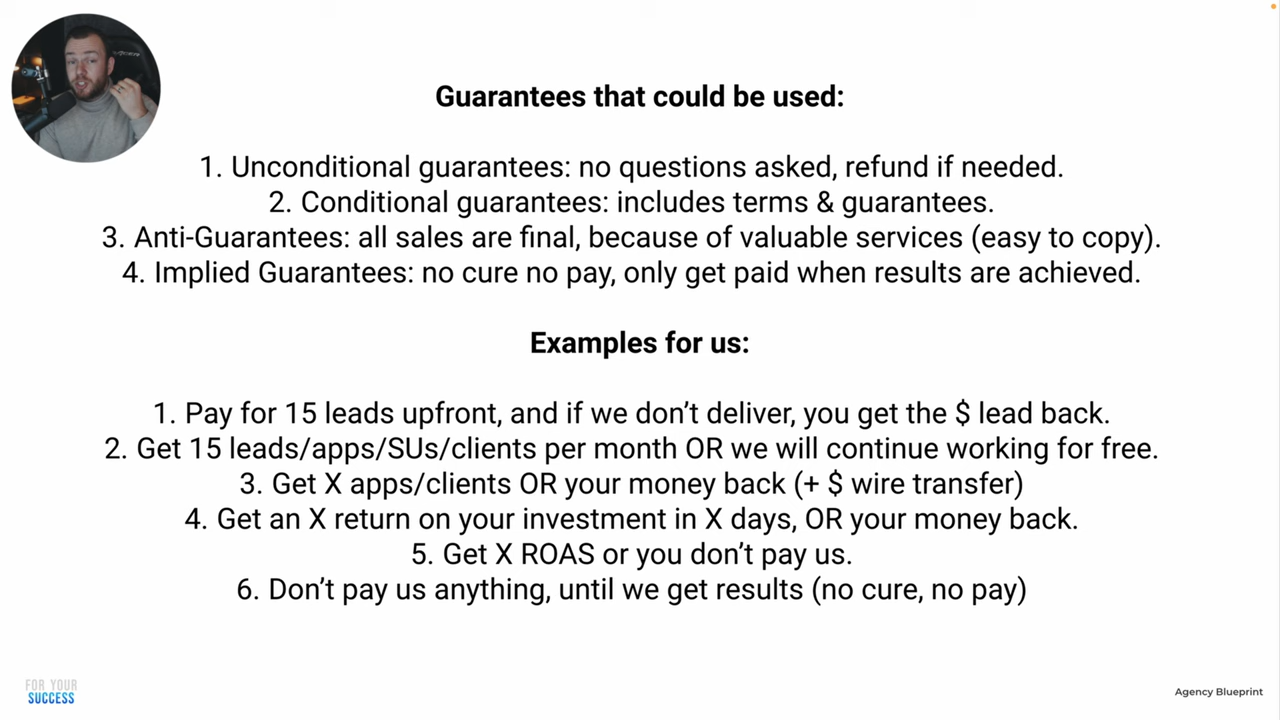 Guarantees that could be used:
1. Unconditional guarantees: no questions asked, refund if needed.
2. Conditional guarantees: includes terms & guarantees.
3. Anti-Guarantees: all sales are final, because of valuable services (easy to copy).
4. Implied Guarantees: no cure no pay, only get paid when results are achieved.
Examples for us:
1. Pay for 15 leads upfront, and if we don’t deliver, you get the $ lead back.
2. Get 15 leads/apps/SUs/clients per month OR we will continue working for free.
3. Get X apps/clients OR your money back (+ $ wire transfer)
4. Get an X return on your investment in X days, OR your money back.
5. Get X ROAS or you don’t pay us.
6. Don’t pay us anything, until we get results (no cure, no pay)
FOR YOUR
SUCCESS
Agency Blueprint